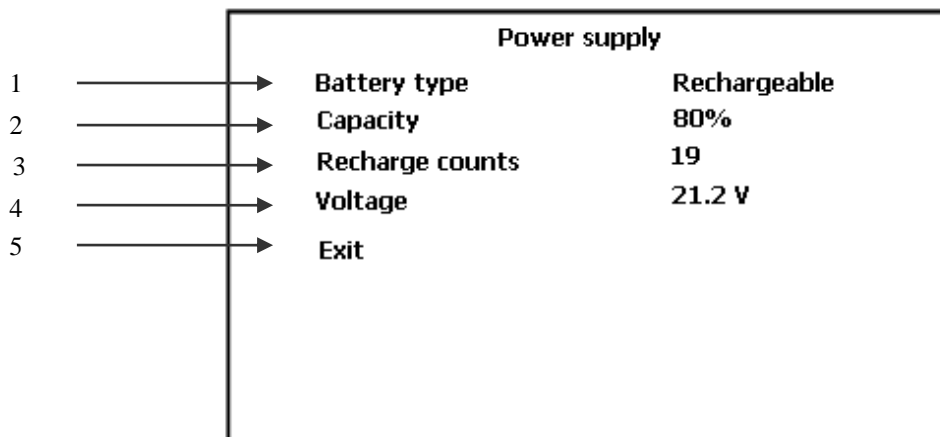 Power supply
1 Battery type Rechargeable
2 Capacity 80%
3 Recharge counts 19
4 Voltage 21.2 V
5 Exit